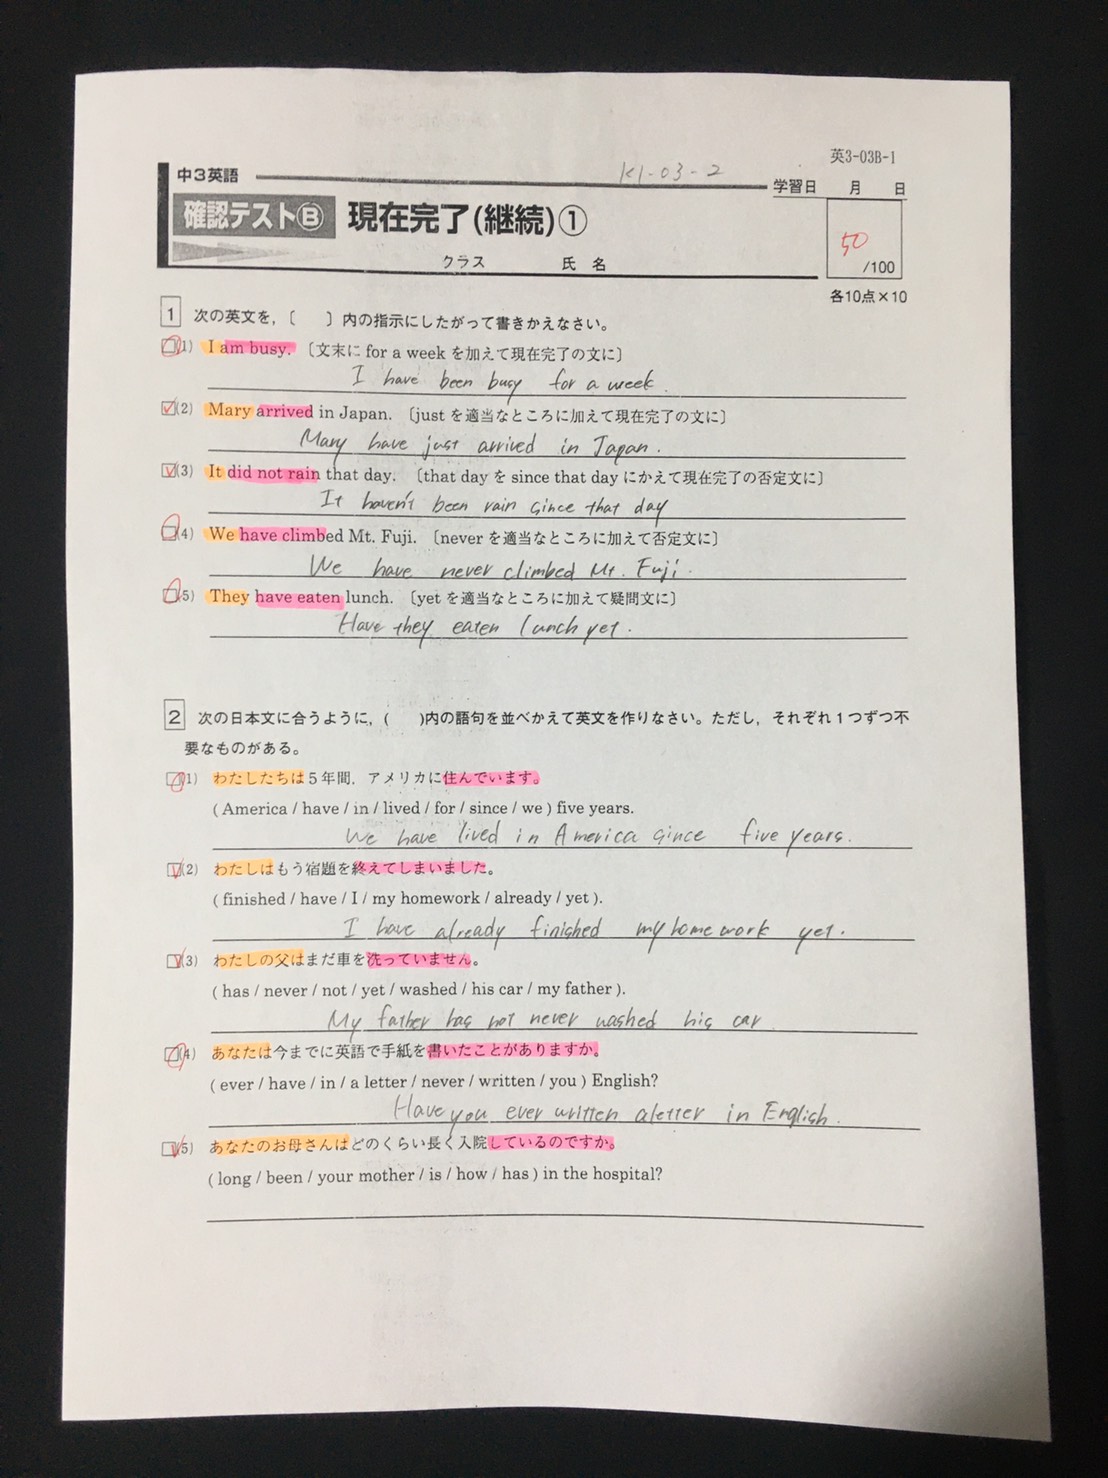 英3-03B-1
中3英語
K1-03-2
学習日 月 日
確認テストⒷ 現在完了(継続)①
50
/100
クラス 氏名
各10点×10
1 次の英文を,〔 〕内の指示にしたがって書きかえなさい。
□(1) I am busy. 〔文末に for a week を加えて現在完了の文に〕
I have been busy for a week.
□(2) Mary arrived in Japan. 〔just を適当なところに加えて現在完了の文に〕
Mary have just arrived in Japan.
□(3) It did not rain that day. 〔that day を since that day にかえて現在完了の否定文に〕
It haven't been rain since that day
□(4) We have climbed Mt. Fuji. 〔never を適当なところに加えて否定文に〕
We have never climbed Mt. Fuji.
□(5) They have eaten lunch. 〔yet を適当なところに加えて疑問文に〕
Have they eaten lunch yet.
2 次の日本文に合うように,( )内の語句を並べかえて英文を作りなさい。ただし,それぞれ1つずつ不
要なものがある。
□(1) わたしたちは5年間,アメリカに住んでいます。
( America / have / in / lived / for / since / we ) five years.
We have lived in America since five years.
□(2) わたしはもう宿題を終えてしまいました。
( finished / have / I / my homework / already / yet ).
I have already finished my homework yet.
□(3) わたしの父はまだ車を洗っていません。
( has / never / not / yet / washed / his car / my father ).
My father has not never washed his car
□(4) あなたは今までに英語で手紙を書いたことがありますか。
( ever / have / in / a letter / never / written / you ) English?
Have you ever written a letter in English.
□(5) あなたのお母さんはどのくらい長く入院しているのですか。
( long / been / your mother / is / how / has ) in the hospital?